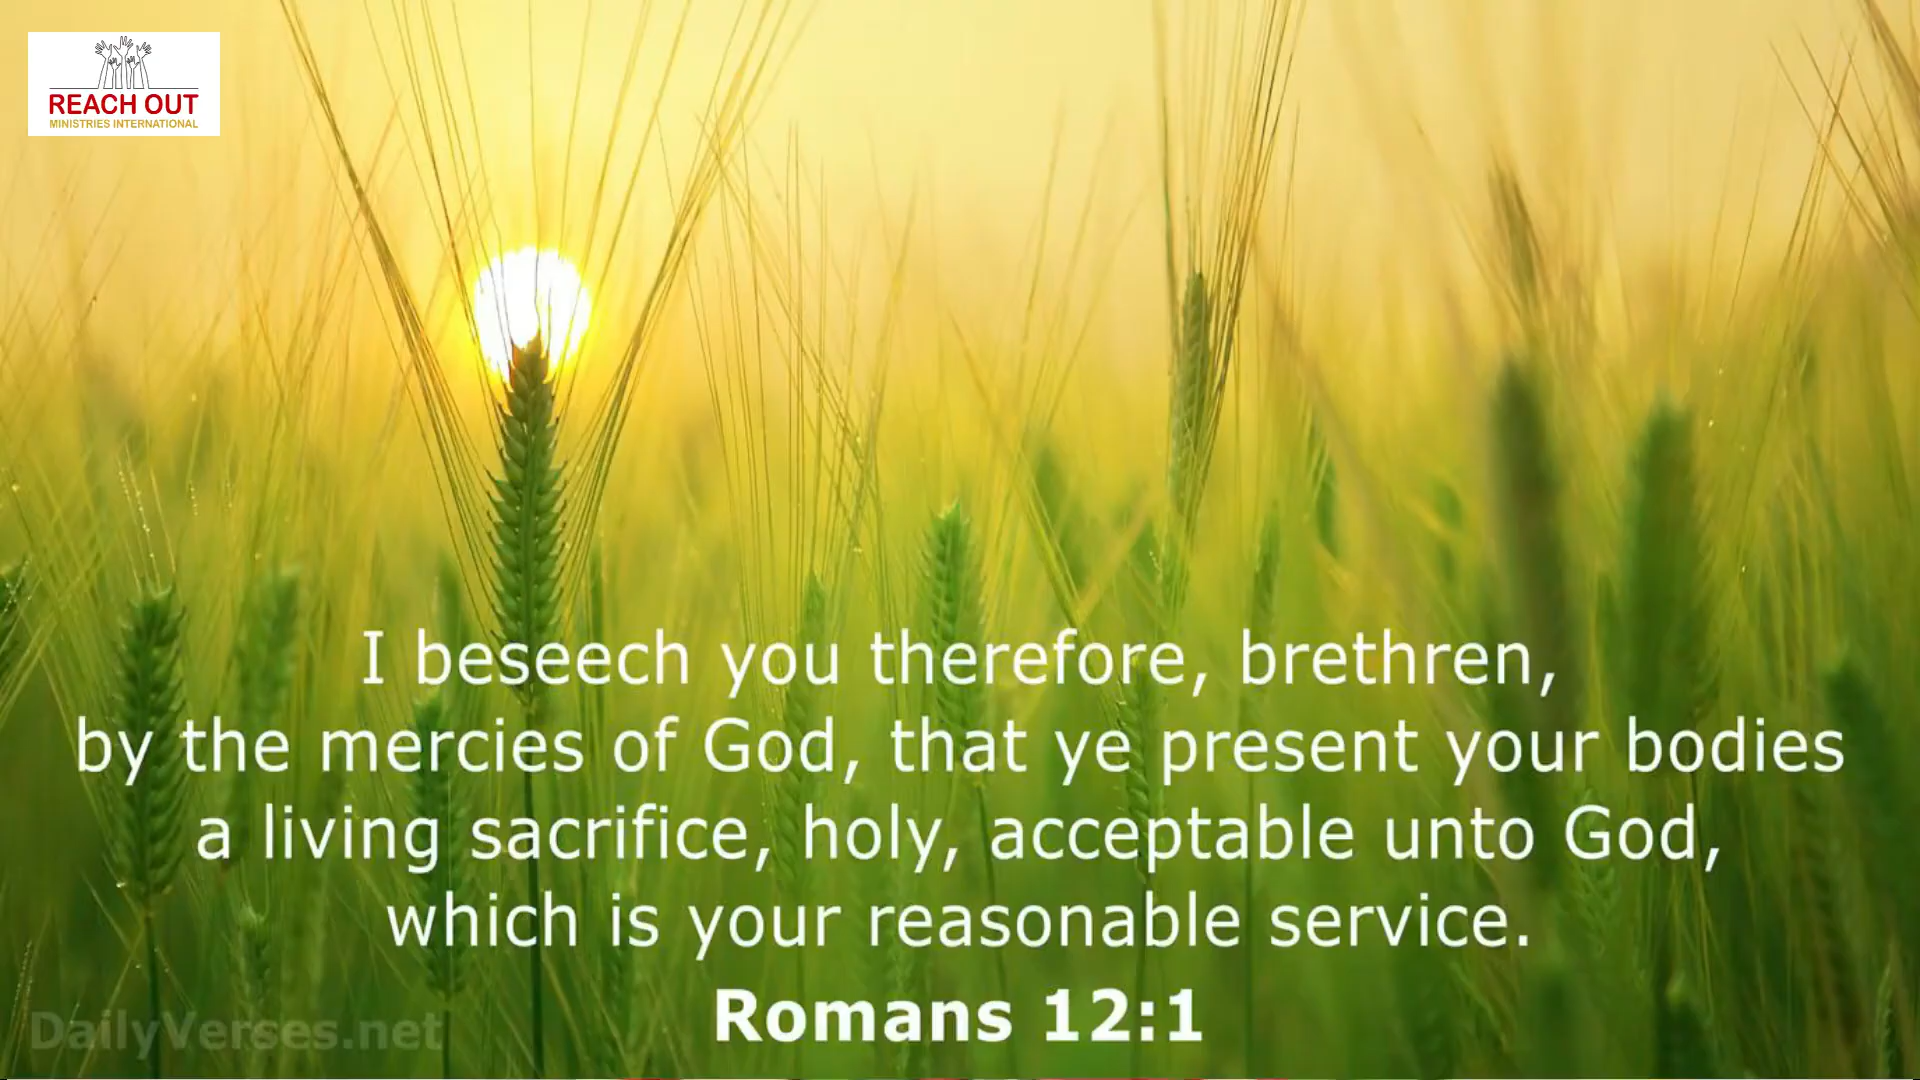 REACH OUT
MINISTRIES INTERNATIONAL
I beseech you therefore, brethren,
by the mercies of God, that ye present your bodies
a living sacrifice, holy, acceptable unto God,
which is your reasonable service.
Romans 12:1
DailyVerses.net